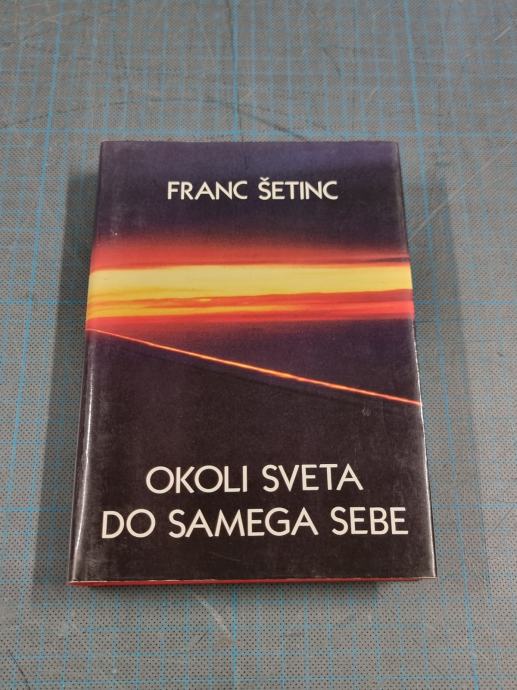 FRANC ŠETINC
OKOLI SVETA
DO SAMEGA SEBE